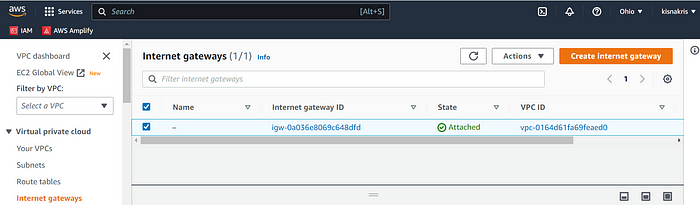 aws Services Search [Alt+S] Ohio kisnakris
IAM AWS Amplify
VPC dashboard
EC2 Global View New
Filter by VPC:
Select a VPC
Virtual private cloud
Your VPCs
Subnets
Route tables
Internet gateways
Internet gateways (1/1) Info Actions Create internet gateway
Filter internet gateways 1
Name Internet gateway ID State VPC ID
– igw-0a036e8069c648dfd Attached vpc-0164d61fa69feaed0